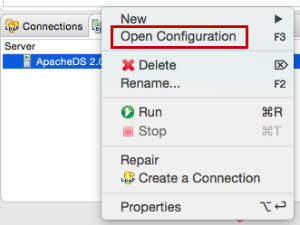 Connections
New ▶
Open Configuration F3
Server
ApacheDS 2.0
Delete ⌦
Rename... F2
Run ⌘R
Stop ⌘T
Repair
Create a Connection
Properties ⌥↩